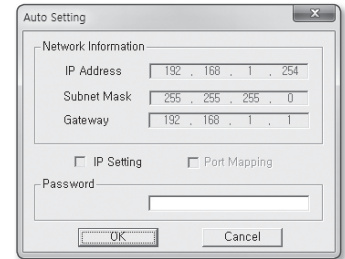 Auto Setting
Network Information
IP Address 192 . 168 . 1 . 254
Subnet Mask 255 . 255 . 255 . 0
Gateway 192 . 168 . 1 . 1
IP Setting Port Mapping
Password
OK Cancel